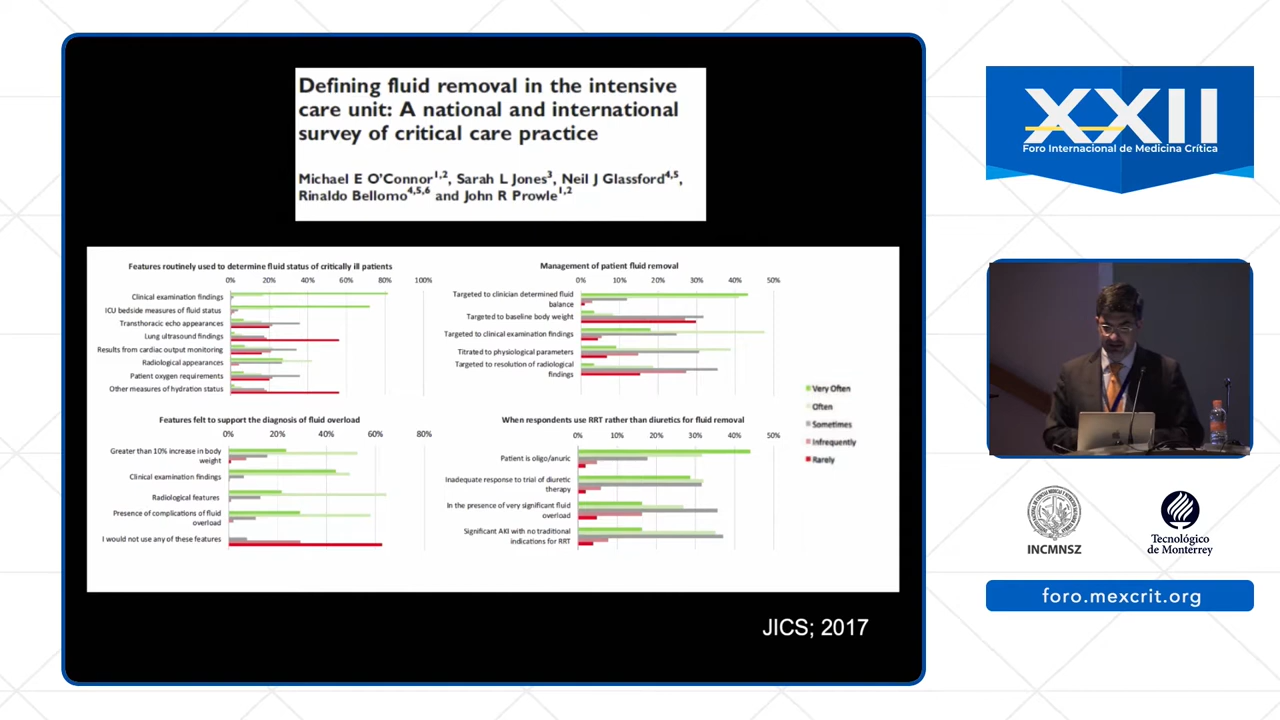 Defining fluid removal in the intensive
care unit: A national and international
survey of critical care practice
Michael E O'Connor1,2, Sarah L Jones3, Neil J Glassford4,5,
Rinaldo Bellomo4,5,6 and John R Prowle1,2
Features routinely used to determine fluid status of critically ill patients
0% 20% 40% 60% 80% 100%
Clinical examination findings
ICU bedside measures of fluid status
Transthoracic echo appearances
Lung ultrasound findings
Results from cardiac output monitoring
Radiological appearances
Patient oxygen requirements
Other measures of hydration status
Management of patient fluid removal
0% 10% 20% 30% 40% 50%
Targeted to clinician determined fluid
balance
Targeted to baseline body weight
Targeted to clinical examination findings
Titrated to physiological parameters
Targeted to resolution of radiological
findings
Features felt to support the diagnosis of fluid overload
0% 20% 40% 60% 80%
Greater than 10% increase in body
weight
Clinical examination findings
Radiological features
Presence of complications of fluid
overload
I would not use any of these features
When respondents use RRT rather than diuretics for fluid removal
0% 10% 20% 30% 40% 50%
Patient is oligo/anuric
Inadequate response to trial of diuretic
therapy
In the presence of very significant fluid
overload
Significant AKI with no traditional
indications for RRT
Very Often
Often
Sometimes
Infrequently
Rarely
JICS; 2017
XXII
Foro Internacional de Medicina Crítica
INCMNSZ
Tecnológico
de Monterrey
foro.mexcrit.org